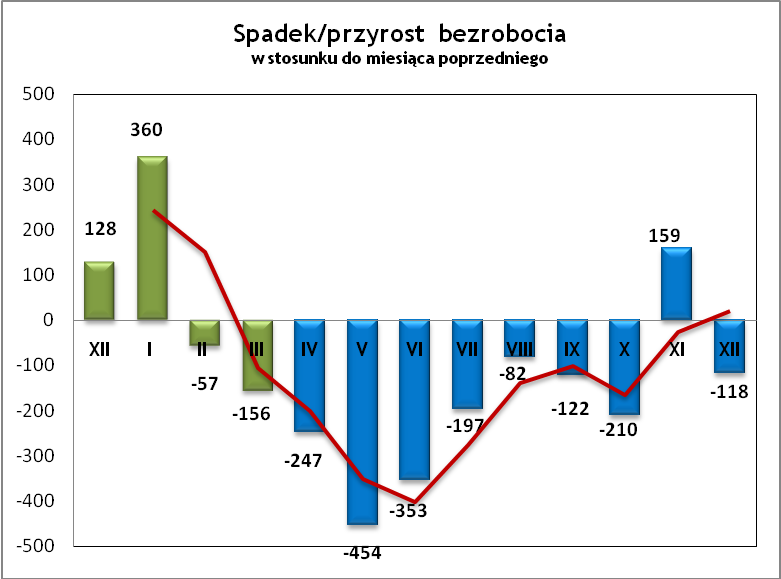 Spadek/przyrost bezrobocia
w stosunku do miesiąca poprzedniego
500
400
300
200
100
0
-100
-200
-300
-400
-500
128
360
-57
-156
-247
-454
-353
-197
-82
-122
-210
159
-118
XII
I
II
III
IV
V
VI
VII
VIII
IX
X
XI
XII